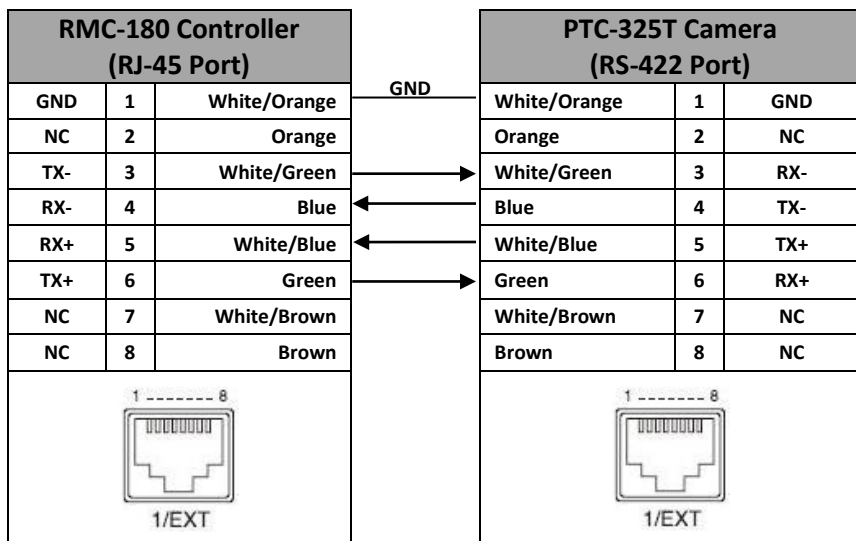 RMC-180 Controller
(RJ-45 Port)
GND 1 White/Orange
NC 2 Orange
TX- 3 White/Green
RX- 4 Blue
RX+ 5 White/Blue
TX+ 6 Green
NC 7 White/Brown
NC 8 Brown
1 ------- 8
1/EXT
GND
PTC-325T Camera
(RS-422 Port)
White/Orange 1 GND
Orange 2 NC
White/Green 3 RX-
Blue 4 TX-
White/Blue 5 TX+
Green 6 RX+
White/Brown 7 NC
Brown 8 NC
1 ------- 8
1/EXT